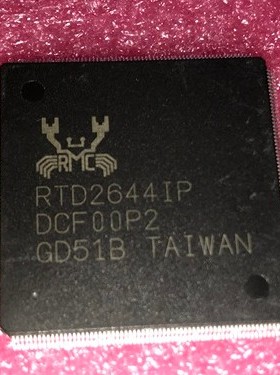 RMC
RTD2644IP
DCF00P2
GD51B TAIWAN